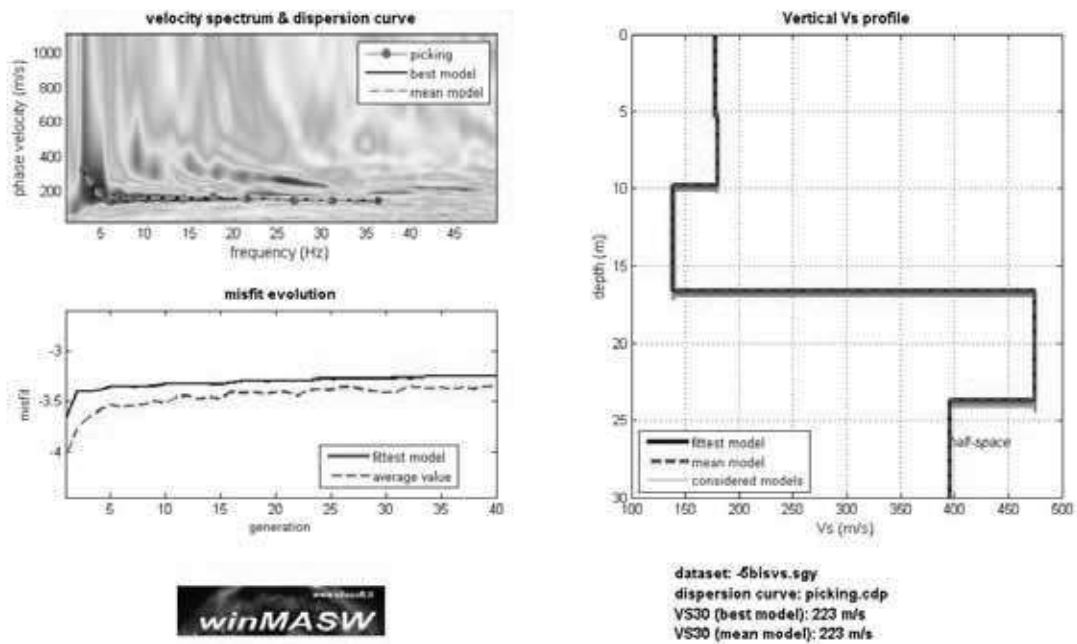 velocity spectrum & dispersion curve
phase velocity (m/s)
1000
800
600
400
200
picking
best model
mean model
5 10 15 20 25 30 35 40 45
frequency (Hz)
misfit evolution
misfit
-3
-3.5
-4
fittest model
average value
5 10 15 20 25 30 35 40
generation
winMASW
Vertical Vs profile
depth (m)
0
5
10
15
20
25
30
half-space
fittest model
mean model
considered models
100 150 200 250 300 350 400 450 500
Vs (m/s)
dataset: -5bisvs.sgy
dispersion curve: picking.cdp
VS30 (best model): 223 m/s
VS30 (mean model): 223 m/s